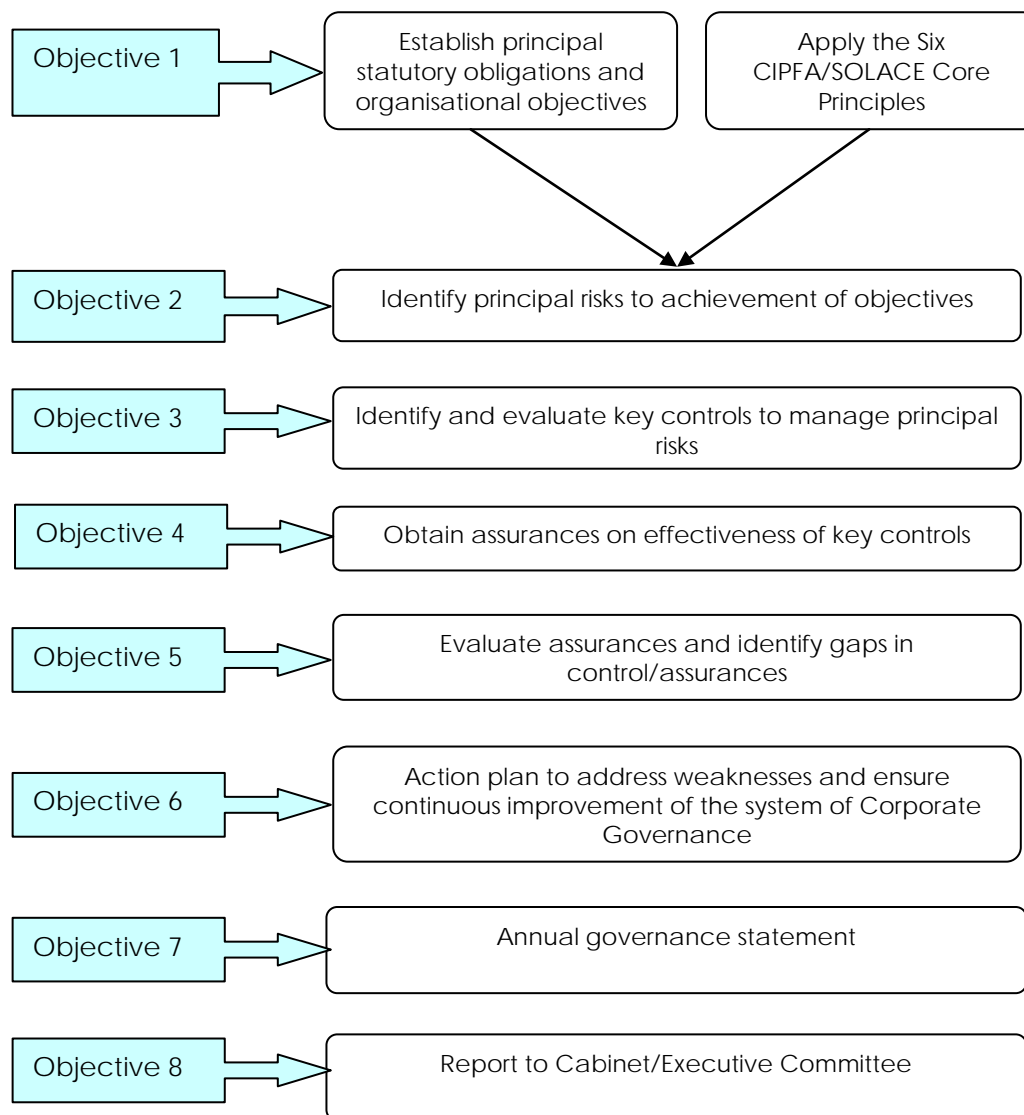 Objective 1
Establish principal
statutory obligations and
organisational objectives
Apply the Six
CIPFA/SOLACE Core
Principles
Objective 2
Identify principal risks to achievement of objectives
Objective 3
Identify and evaluate key controls to manage principal
risks
Objective 4
Obtain assurances on effectiveness of key controls
Objective 5
Evaluate assurances and identify gaps in
control/assurances
Objective 6
Action plan to address weaknesses and ensure
continuous improvement of the system of Corporate
Governance
Objective 7
Annual governance statement
Objective 8
Report to Cabinet/Executive Committee